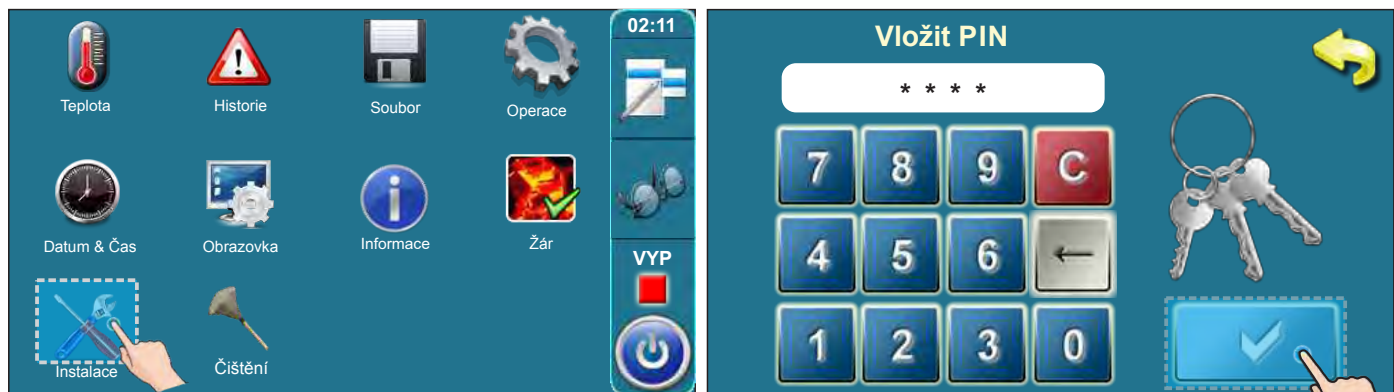 02:11
Teplota
Historie
Soubor
Operace
Datum & Čas
Obrazovka
Informace
Žár
VYP
Instalace
Čištění
Vložit PIN
* * * *
7 8 9 C
4 5 6 ←
1 2 3 0